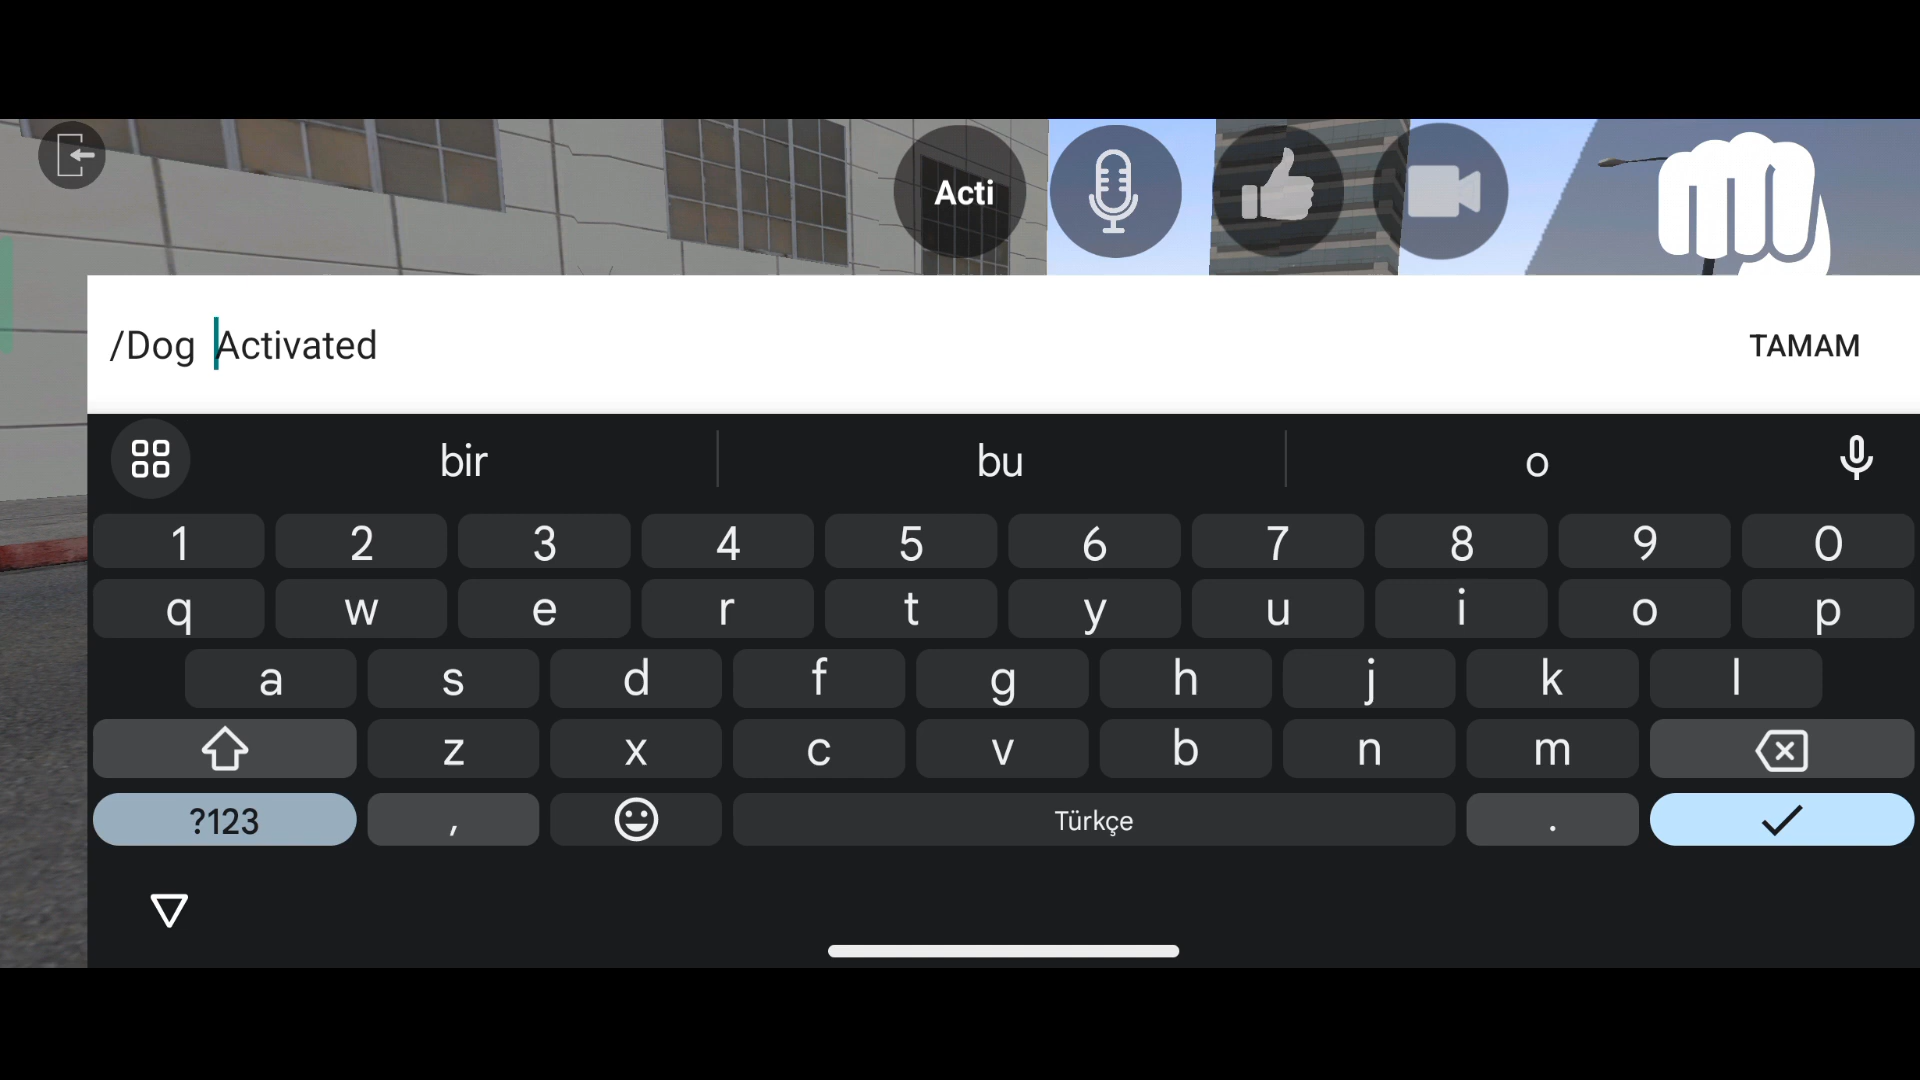 Acti
/Dog Activated
TAMAM
bir bu o
1 2 3 4 5 6 7 8 9 0
q w e r t y u i o p
a s d f g h j k l
z x c v b n m
?123 , Türkçe .